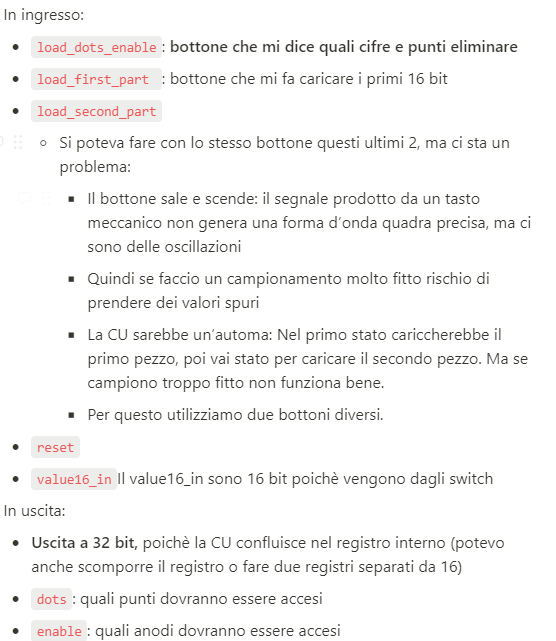 In ingresso:
load_dots_enable : bottone che mi dice quali cifre e punti eliminare
load_first_part : bottone che mi fa caricare i primi 16 bit
load_second_part
Si poteva fare con lo stesso bottone questi ultimi 2, ma ci sta un
problema:
Il bottone sale e scende: il segnale prodotto da un tasto
meccanico non genera una forma d’onda quadra precisa, ma ci
sono delle oscillazioni
Quindi se faccio un campionamento molto fitto rischio di
prendere dei valori spuri
La CU sarebbe un’automa: Nel primo stato cariccherebbe il
primo pezzo, poi vai stato per caricare il secondo pezzo. Ma se
campiono troppo fitto non funziona bene.
Per questo utilizziamo due bottoni diversi.
reset
value16_in Il value16_in sono 16 bit poichè vengono dagli switch
In uscita:
Uscita a 32 bit, poichè la CU confluisce nel registro interno (potevo
anche scomporre il registro o fare due registri separati da 16)
dots : quali punti dovranno essere accesi
enable : quali anodi dovranno essere accesi